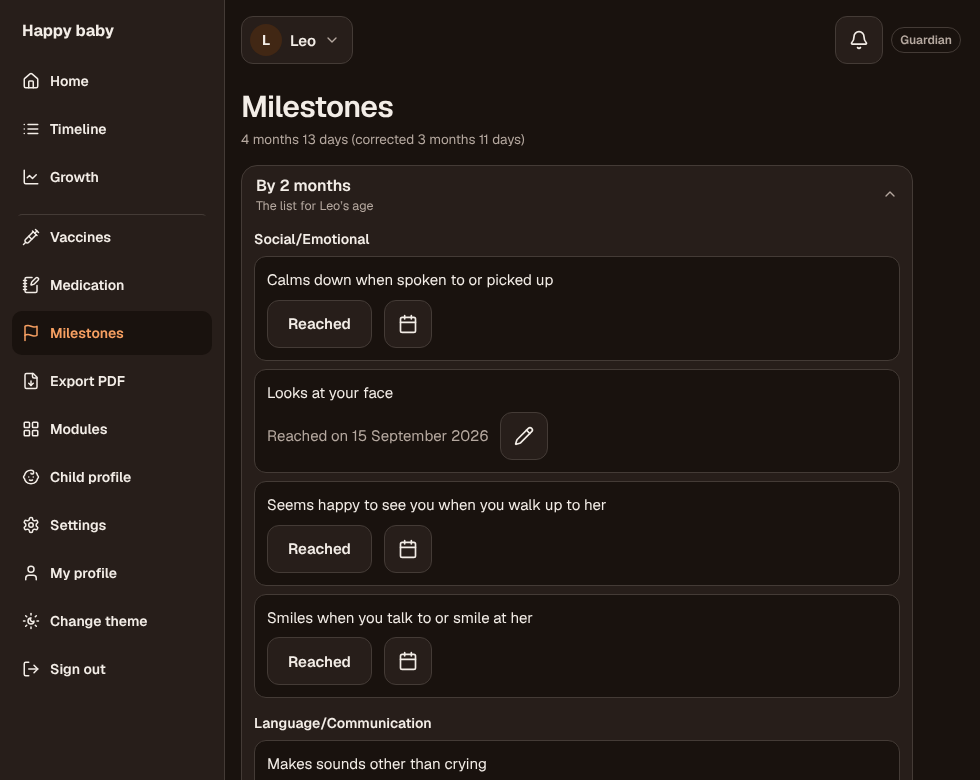 Happy baby
Home
Timeline
Growth
Vaccines
Medication
Milestones
Export PDF
Modules
Child profile
Settings
My profile
Change theme
Sign out
L Leo
Guardian
Milestones
4 months 13 days (corrected 3 months 11 days)
By 2 months
The list for Leo's age
Social/Emotional
Calms down when spoken to or picked up
Reached
Looks at your face
Reached on 15 September 2026
Seems happy to see you when you walk up to her
Reached
Smiles when you talk to or smile at her
Reached
Language/Communication
Makes sounds other than crying